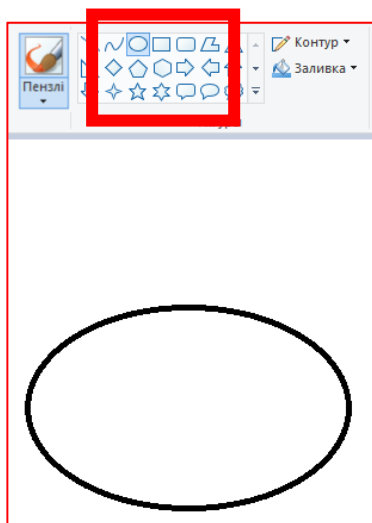 Пензлі
Контур
Заливка